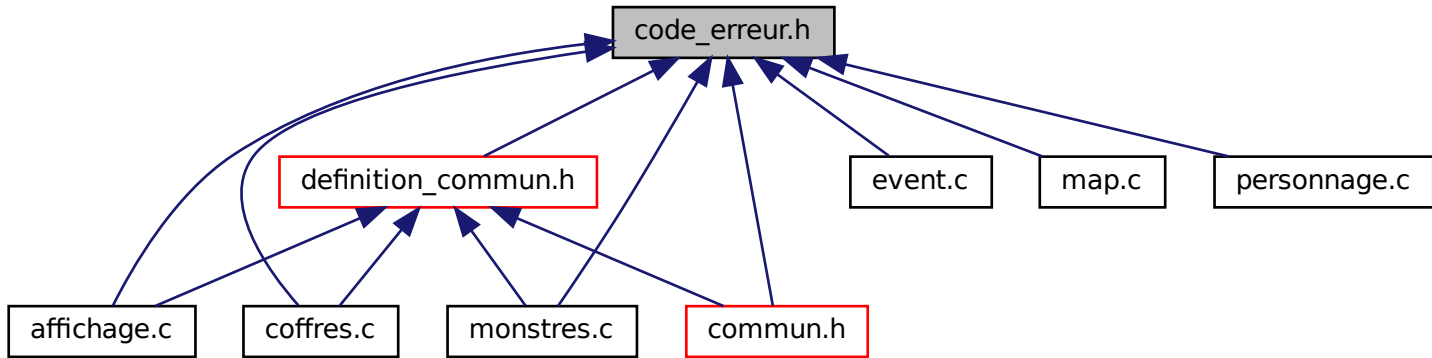 code_erreur.h
definition_commun.h
event.c
map.c
personnage.c
affichage.c
coffres.c
monstres.c
commun.h